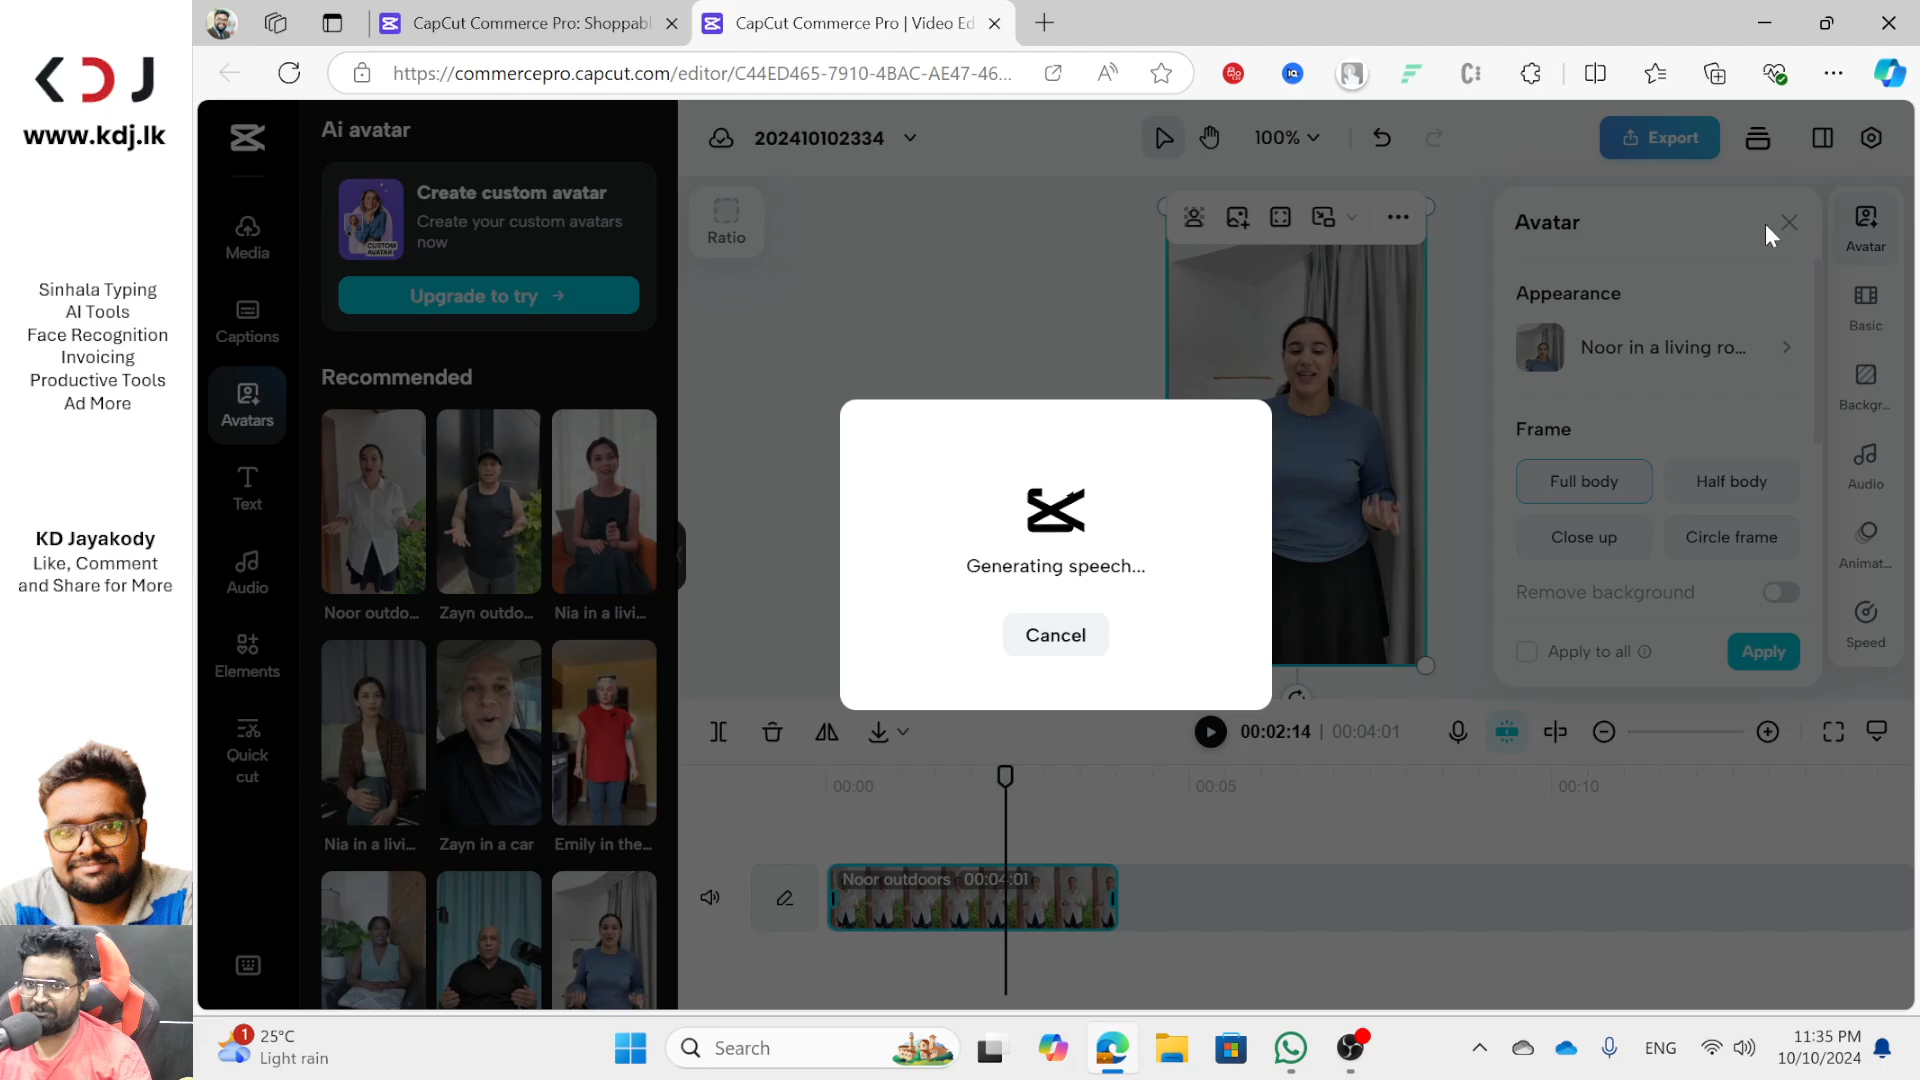 KDJ
www.kdj.lk
Sinhala Typing
AI Tools
Face Recognition
Invoicing
Productive Tools
Ad More
KD Jayakody
Like, Comment
and Share for More
CapCut Commerce Pro: Shoppabl
CapCut Commerce Pro | Video Ed
https://commercepro.capcut.com/editor/C44ED465-7910-4BAC-AE47-46...
Media
Captions
Avatars
Text
Audio
Elements
Quick
cut
Ai avatar
Create custom avatar
Create your custom avatars
now
CUSTOM
AVATAR
Upgrade to try →
Recommended
Noor outdo...
Zayn outdo...
Nia in a livi...
Nia in a livi...
Zayn in a car
Emily in the...
202410102334
100%
Export
Ratio
Generating speech...
Cancel
Avatar
Appearance
Noor in a living ro...
Frame
Full body
Half body
Close up
Circle frame
Remove background
Apply to all
Apply
Avatar
Basic
Backgr...
Audio
Animat...
Speed
00:02:14 | 00:04:01
00:00
00:05
00:10
Noor outdoors 00:04:01
1
25°C
Light rain
Search
ENG
11:35 PM
10/10/2024